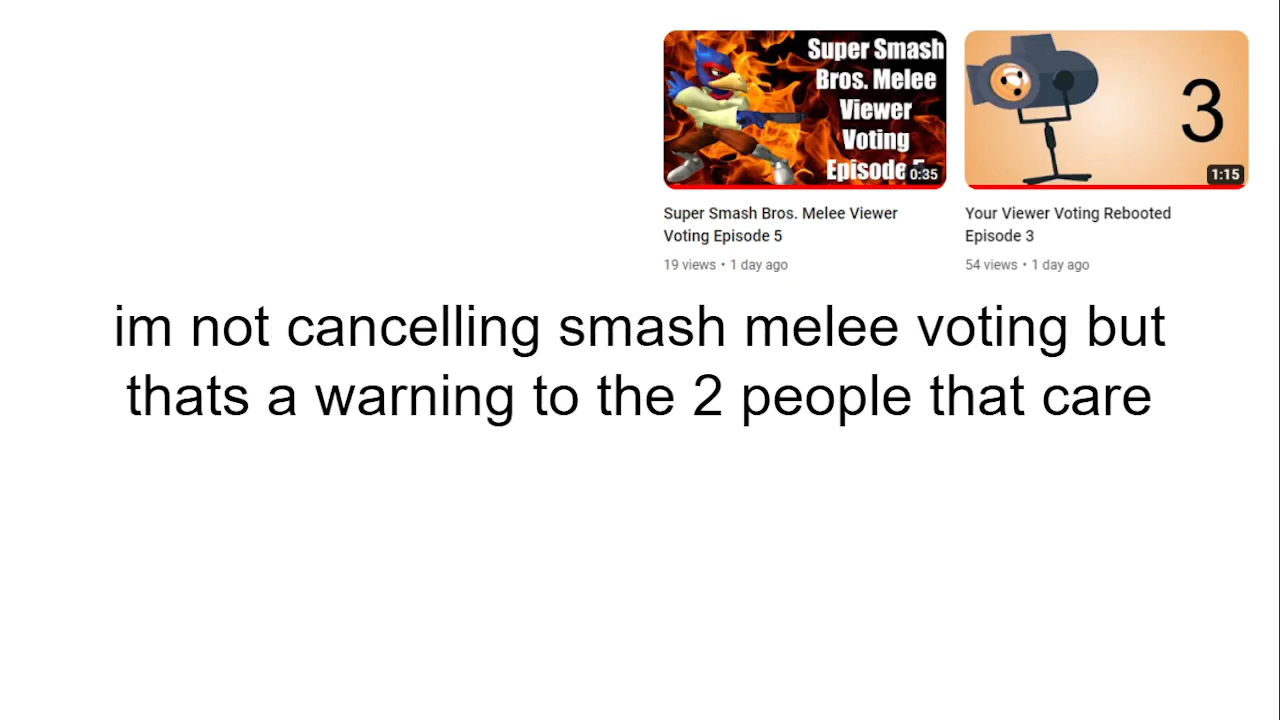 Super Smash
Bros. Melee
Viewer
Voting
Episode
0:35
3
1:15
Super Smash Bros. Melee Viewer
Voting Episode 5
19 views • 1 day ago
Your Viewer Voting Rebooted
Episode 3
54 views • 1 day ago
im not cancelling smash melee voting but
thats a warning to the 2 people that care